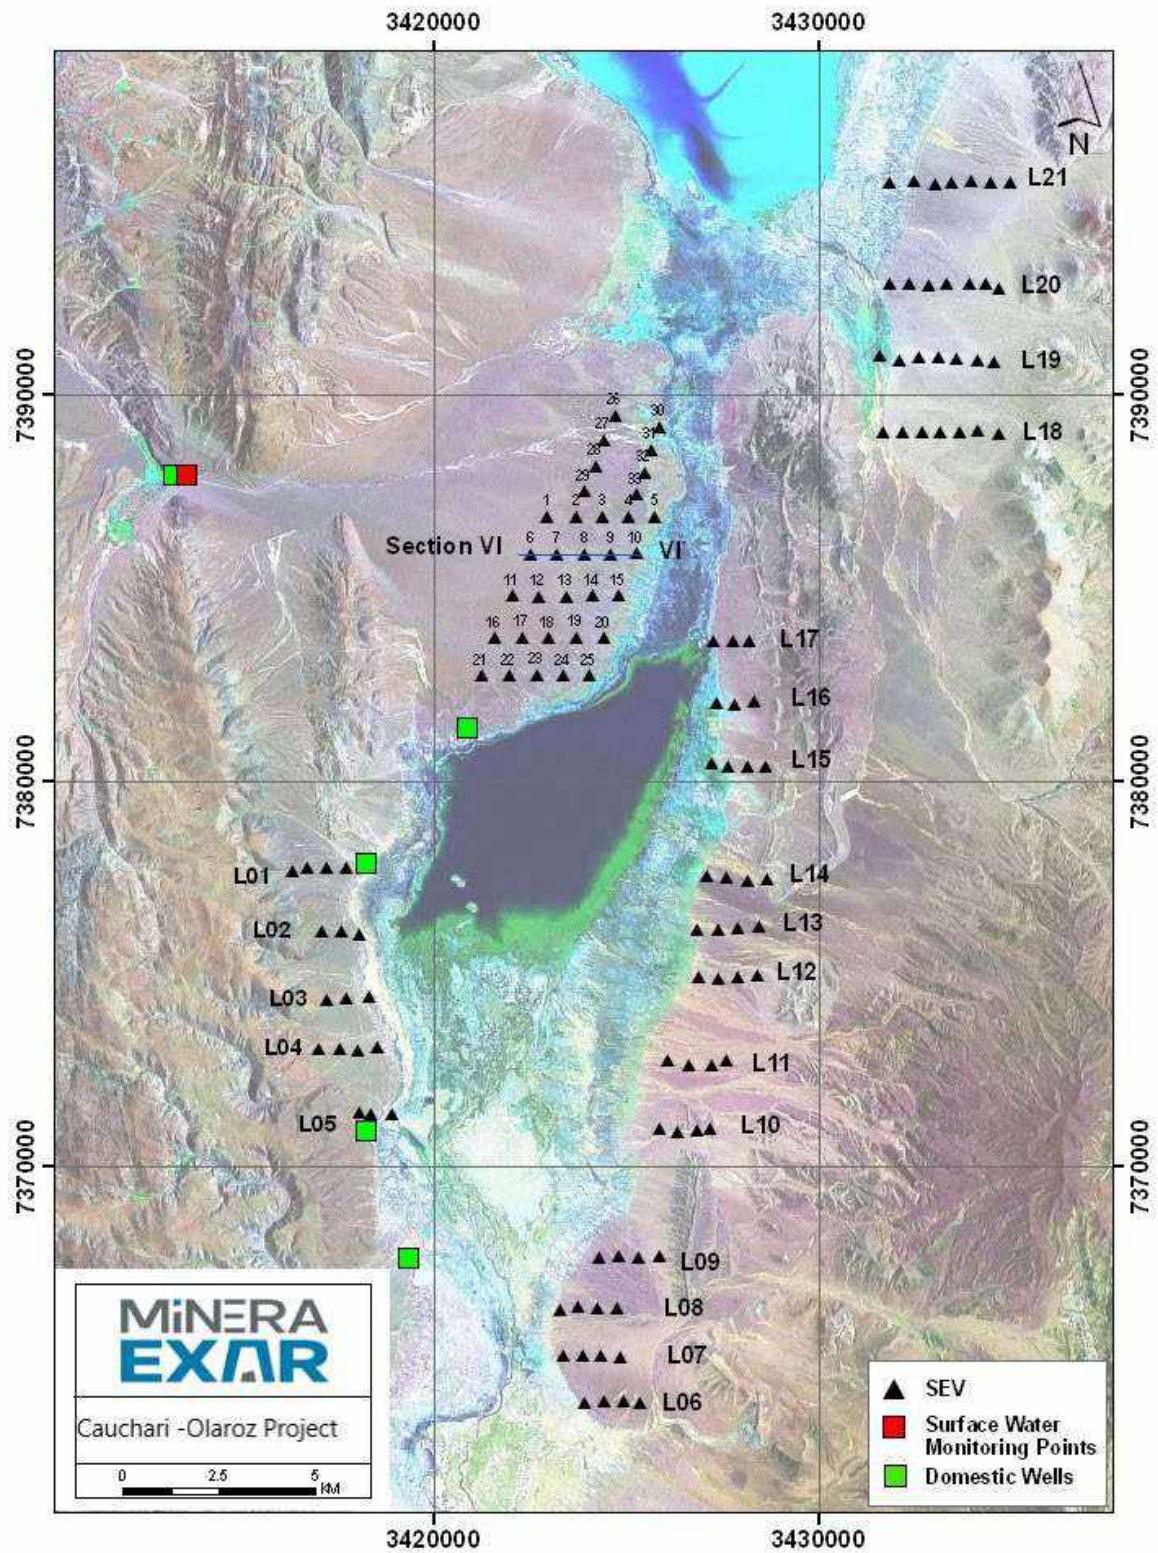 3420000 3430000
N
L21
L20
L19
L18
7390000 7390000
26 30
27 31
28 32
29 33
1 2 3 4 5
Section VI 6 7 8 9 10 VI
11 12 13 14 15
16 17 18 19 20
21 22 23 24 25
L17
L16
L15
7380000 7380000
L01 L14
L02 L13
L03 L12
L04 L11
L05 L10
7370000 7370000
L09
L08
L07
L06
MiNERA
EXAR
Cauchari -Olaroz Project
0 2.5 5
KM
SEV
Surface Water
Monitoring Points
Domestic Wells
3420000 3430000